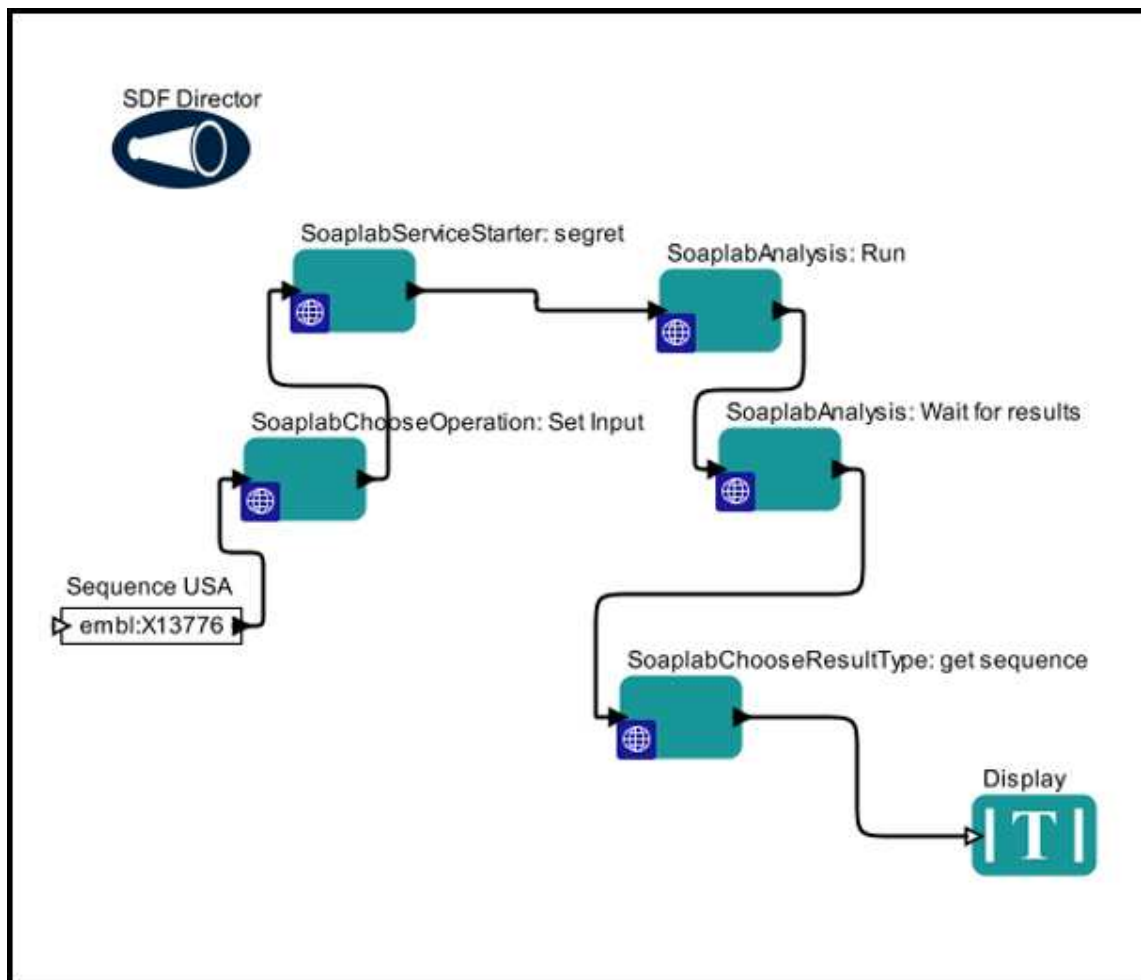 SDF Director
SoaplabServiceStarter: segret
SoaplabAnalysis: Run
SoaplabChooseOperation: Set Input
SoaplabAnalysis: Wait for results
Sequence USA
embl:X13776
SoaplabChooseResultType: get sequence
Display
T